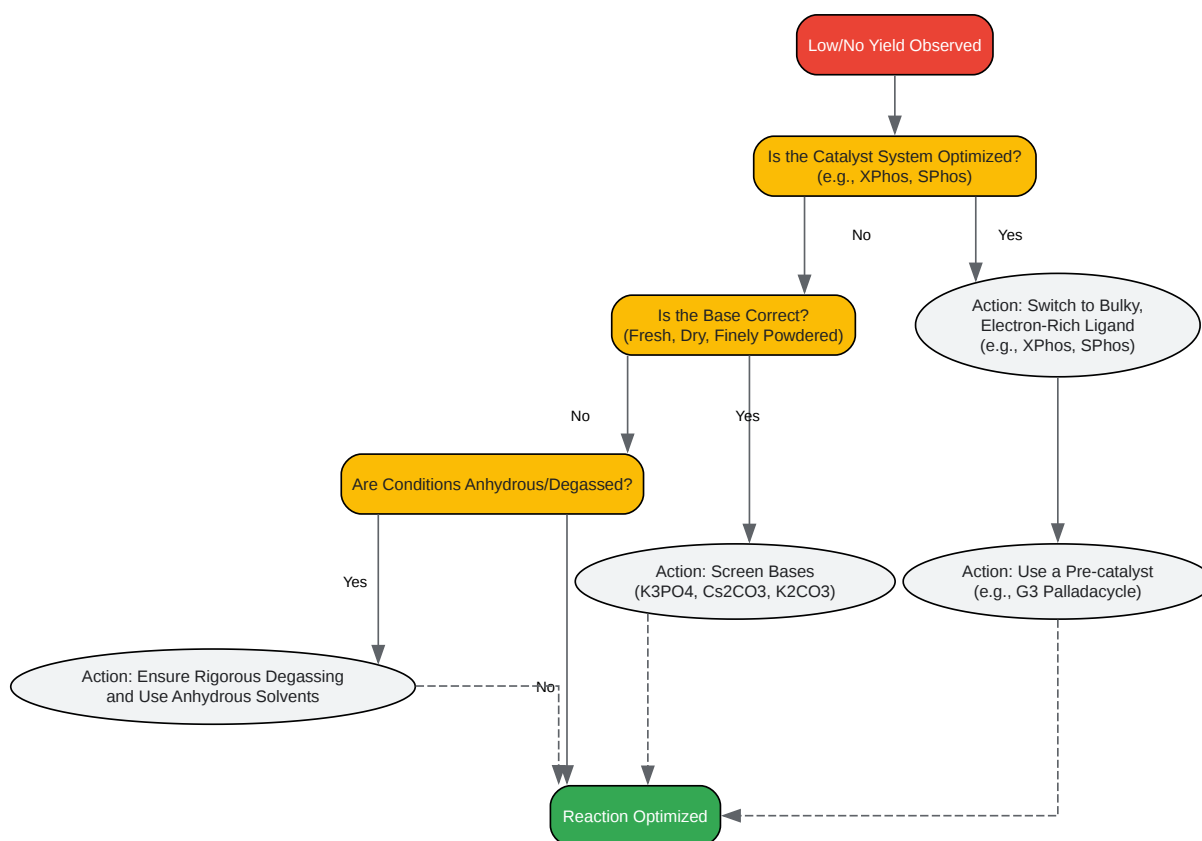 Low/No Yield Observed
Is the Catalyst System Optimized?
(e.g., XPhos, SPhos)
No
Yes
Is the Base Correct?
(Fresh, Dry, Finely Powdered)
Action: Switch to Bulky,
Electron-Rich Ligand
(e.g., XPhos, SPhos)
No
Yes
Are Conditions Anhydrous/Degassed?
Yes
Action: Screen Bases
(K3PO4, Cs2CO3, K2CO3)
Action: Use a Pre-catalyst
(e.g., G3 Palladacycle)
Action: Ensure Rigorous Degassing
and Use Anhydrous Solvents
No
Reaction Optimized